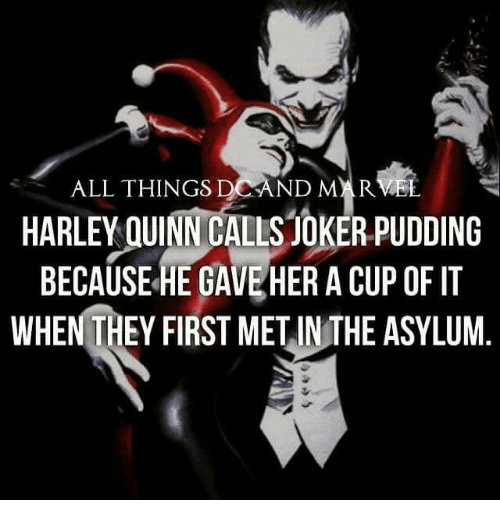 ALL THINGS DC AND MARVEL
HARLEY QUINN CALLS JOKER PUDDING
BECAUSE HE GAVE HER A CUP OF IT
WHEN THEY FIRST MET IN THE ASYLUM.